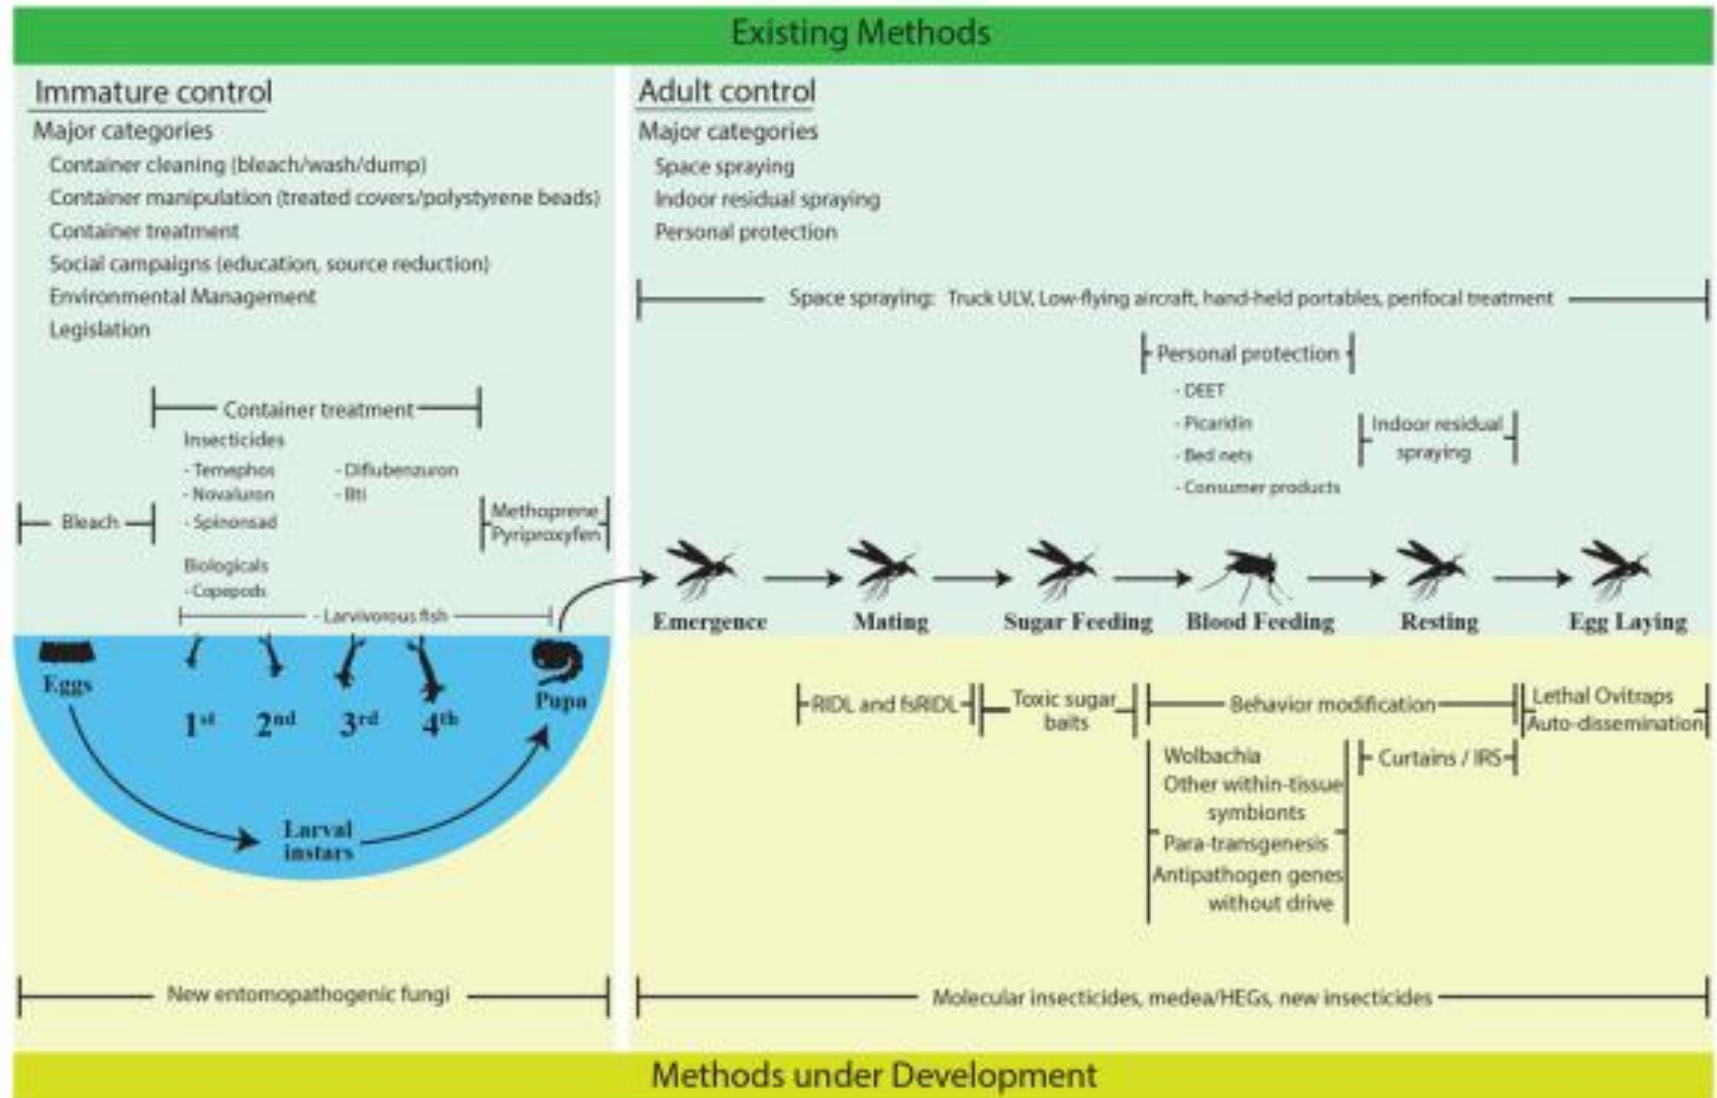 Existing Methods
Immature control
Major categories
Container cleaning (bleach/wash/dump)
Container manipulation (treated covers/polystyrene beads)
Container treatment
Social campaigns (education, source reduction)
Environmental Management
Legislation
Adult control
Major categories
Space spraying
Indoor residual spraying
Personal protection
Space spraying: Truck ULV, Low-flying aircraft, hand-held portables, perifocal treatment
Personal protection
- DEET
- Picaridin
- Bed nets
- Consumer products
Indoor residual
spraying
Container treatment
Insecticides
- Temephos
- Novaluron
- Spinonsad
- Diflubenzuron
- Bti
Biologicals
- Copepods
- Larvivorous fish
Bleach
Methoprene
Pyriproxyfen
Emergence
Mating
Sugar Feeding
Blood Feeding
Resting
Egg Laying
Eggs
1st
2nd
3rd
4th
Pupa
Larval
instars
RIDL and fsRIDL
Toxic sugar
baits
Behavior modification
Lethal Ovitraps
Auto-dissemination
Wolbachia
Other within-tissue
symbionts
Para-transgenesis
Antipathogen genes
without drive
Curtains / IRS
New entomopathogenic fungi
Molecular insecticides, medea/HEGs, new insecticides
Methods under Development